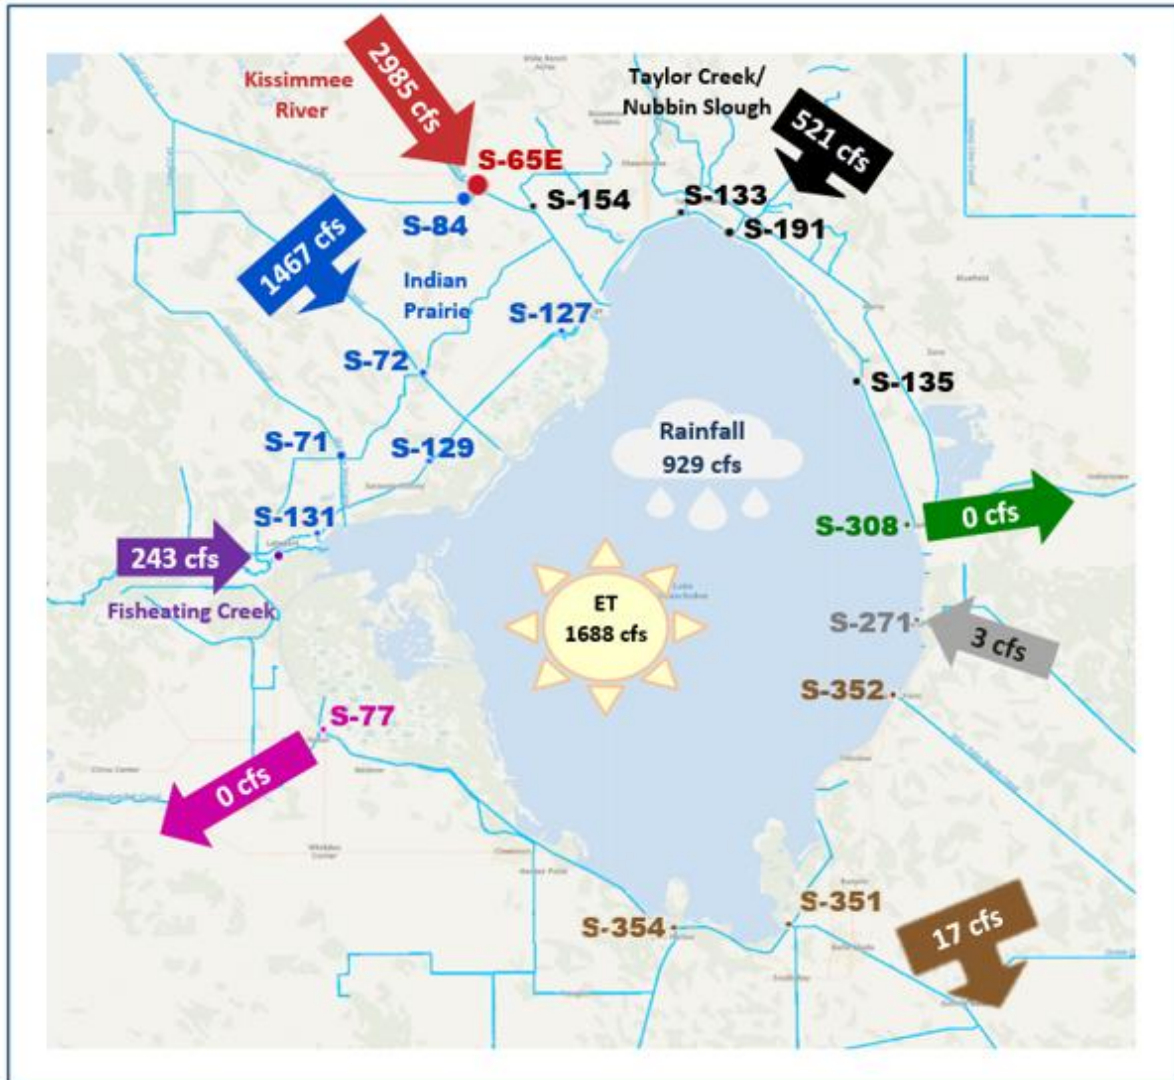 2985 cfs
Kissimmee
River
Taylor Creek/
Nubbin Slough
521 cfs
S-65E
S-154
S-133
S-84
S-191
1467 cfs
Indian
Prairie
S-127
S-72
S-135
Rainfall
929 cfs
S-71
S-129
S-131
S-308
0 cfs
243 cfs
Fisheating Creek
ET
1688 cfs
S-271
3 cfs
S-352
S-77
0 cfs
S-351
S-354
17 cfs